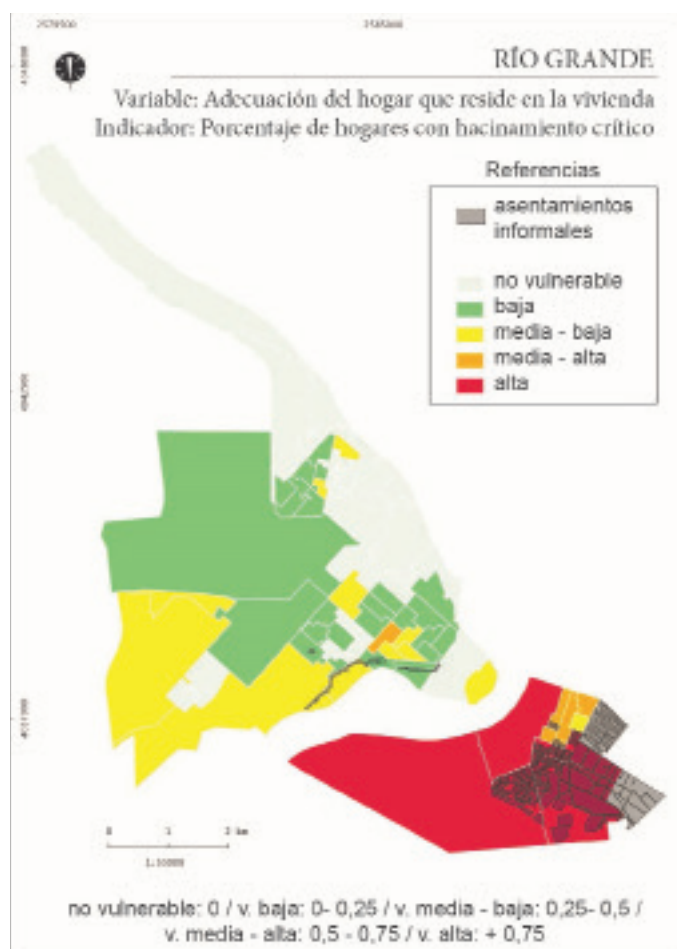 RÍO GRANDE
Variable: Adecuación del hogar que reside en la vivienda
Indicador: Porcentaje de hogares con hacinamiento crítico
Referencias
asentamientos
informales
no vulnerable
baja
media - baja
media - alta
alta
0 1 2 km
no vulnerable: 0 / v. baja: 0- 0,25 / v. media - baja: 0,25- 0,5 /
v. media - alta: 0,5 - 0,75 / v. alta: + 0,75